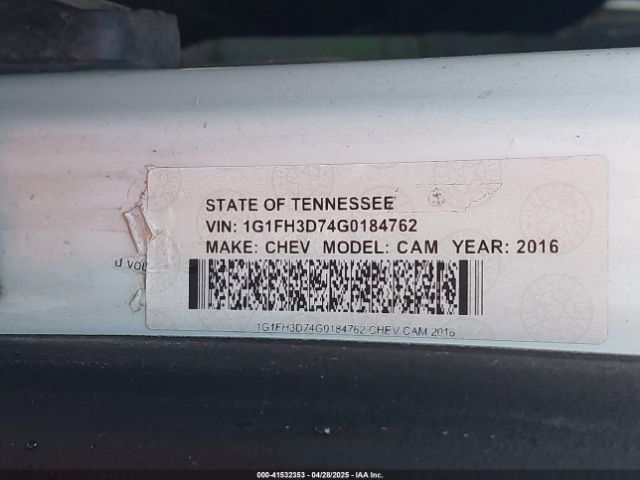 STATE OF TENNESSEE
VIN: 1G1FH3D74G0184762
MAKE: CHEV MODEL: CAM YEAR: 2016
1G1FH3D74G0184762 CHEV CAM 2016
000-41532353 04/28/2025 IAA Inc.